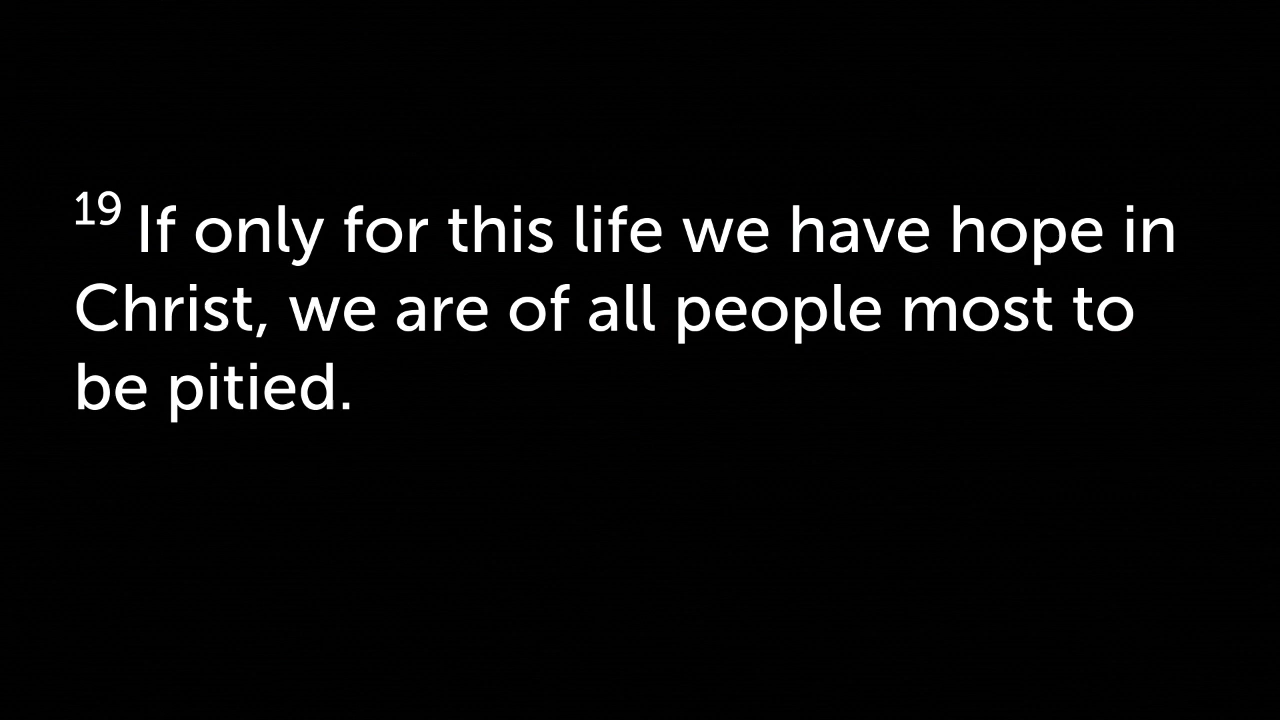 19 If only for this life we have hope in
Christ, we are of all people most to
be pitied.